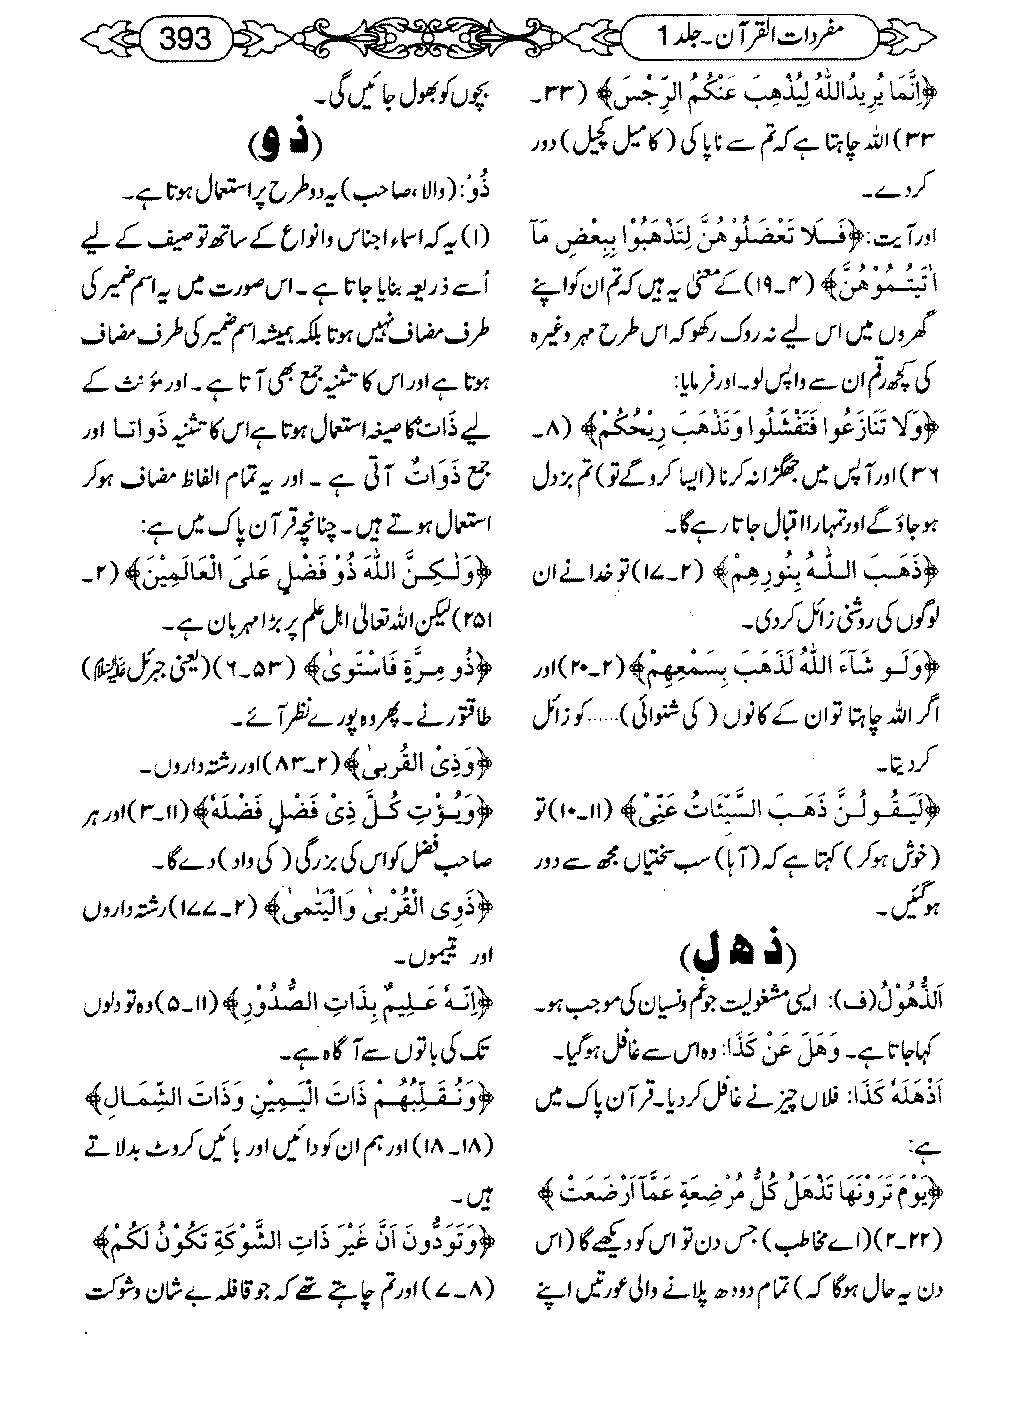 مفردات القرآن۔جلد 1
393
﴿اِنَّمَا يُرِيدُاللّٰهُ لِيُذْهِبَ عَنْكُمُ الرِّجْسَ﴾ (۳۳۔
۳۳) اللہ چاہتا ہے کہ تم سے ناپاکی (کا میل کچیل) دور
کردے۔
اور آیت: ﴿فَلَا تَعْضُلُوْهُنَّ لِتَذْهَبُوْا بِبَعْضِ مَآ
اٰتَيْتُمُوْهُنَّ﴾ (۴۔۱۹) کے معنی یہ ہیں کہ تم ان کو اپنے
گھروں میں اس لیے نہ روک رکھو کہ اس طرح مہر وغیرہ
کی کچھ رقم ان سے واپس لو۔ اور فرمایا:
﴿وَلَا تَنَازَعُوا فَتَفْشَلُوا وَتَذْهَبَ رِيْحُكُمْ﴾ (۸۔
۳۶) اور آپس میں جھگڑا نہ کرنا (ایسا کرو گے تو) تم بزدل
ہو جاؤ گے اور تمہارا اقبال جاتا رہے گا۔
﴿ذَهَبَ اللّٰهُ بِنُورِهِمْ﴾ (۲۔۱۷) تو خدا نے ان
لوگوں کی روشنی زائل کر دی۔
﴿وَلَو شَآءَ اللّٰهُ لَذَهَبَ بِسَمْعِهِمْ﴾ (۲۔۲۰) اور
اگر اللہ چاہتا تو ان کے کانوں (کی شنوائی)..... کو زائل
کر دیتا۔
﴿لَيَقُولَنَّ ذَهَبَ السَّيِّئَاتُ عَنِّيْ﴾ (۱۱۔۱۰) تو
(خوش ہو کر) کہتا ہے کہ (آہا) سب سختیاں مجھ سے دور
ہوگئیں۔
(ذ ھ ل)
اَلذُّهُوْلُ (ف): ایسی مشغولیت جو غم ونسیان کی موجب ہو۔
کہا جاتا ہے۔ وَهَلَ عَنْ كَذَا: وہ اس سے غافل ہو گیا۔
اَذْهَلَهٗ كَذَا: فلاں چیز نے غافل کر دیا۔ قرآن پاک میں
ہے:
﴿يَوْمَ تَرَوْنَهَا تَذْهَلُ كُلُّ مُرْضِعَةٍ عَمَّآ اَرْضَعَتْ﴾
(۲۲۔۲) (اے مخاطب) جس دن تو اس کو دیکھے گا (اس
دن یہ حال ہوگا کہ) تمام دودھ پلانے والی عورتیں اپنے
بچوں کو بھول جائیں گی۔
(ذ و)
ذُوْ: (والا، صاحب) یہ دو طرح پر استعمال ہوتا ہے۔
(۱) یہ کہ اسماء اجناس وانواع کے ساتھ توصیف کے لیے
اُسے ذریعہ بنایا جاتا ہے۔ اس صورت میں یہ اسم ضمیر کی
طرف مضاف نہیں ہوتا بلکہ ہمیشہ اسم ضمیر کی طرف مضاف
ہوتا ہے اور اس کا تثنیہ جمع بھی آتا ہے۔ اور مؤنث کے
لیے ذَاتٌ کا صیغہ استعمال ہوتا ہے اس کا تثنیہ ذَوَاتَا اور
جمع ذَوَاتٌ آتی ہے۔ اور یہ تمام الفاظ مضاف ہو کر
استعمال ہوتے ہیں۔ چنانچہ قرآن پاک میں ہے:
﴿وَلٰكِنَّ اللّٰهَ ذُوْ فَضْلٍ عَلَى الْعَالَمِيْنَ﴾ (۲۔
۲۵۱) لیکن اللہ تعالیٰ اہل علم پر بڑا مہربان ہے۔
﴿ذُو مِرَّةٍ فَاسْتَوىٰ﴾ (۵۳۔۶) (یعنی جبرئل علیہ السلام)
طاقتور نے۔ پھر وہ پورے نظر آئے۔
﴿وَذِيْ الْقُربىٰ﴾ (۲۔۸۳) اور رشتہ داروں۔
﴿وَيُؤْتِ كُلَّ ذِيْ فَضْلٍ فَضْلَهٗ﴾ (۱۱۔۳) اور ہر
صاحب فضل کو اس کی بزرگی (کی داد) دے گا۔
﴿ذَوِى الْقُرْبىٰ وَالْيَتٰمىٰ﴾ (۲۔۱۷۷) رشتہ داروں
اور یتیموں۔
﴿اِنَّهٗ عَلِيمٌ بِذَاتِ الصُّدُوْرِ﴾ (۱۱۔۵) وہ تو دلوں
تک کی باتوں سے آگاہ ہے۔
﴿وَنُقَلِّبُهُمْ ذَاتَ الْيَمِيْنِ وَذَاتَ الشِّمَالِ﴾
(۱۸۔۱۸) اور ہم ان کو دائیں اور بائیں کروٹ بدلاتے
ہیں۔
﴿وَتَوَدُّونَ اَنَّ غَيْرَ ذَاتِ الشَّوْكَةِ تَكُوْنُ لَكُمْ﴾
(۸۔۷) اور تم چاہتے تھے کہ جو قافلہ بے شان وشوکت